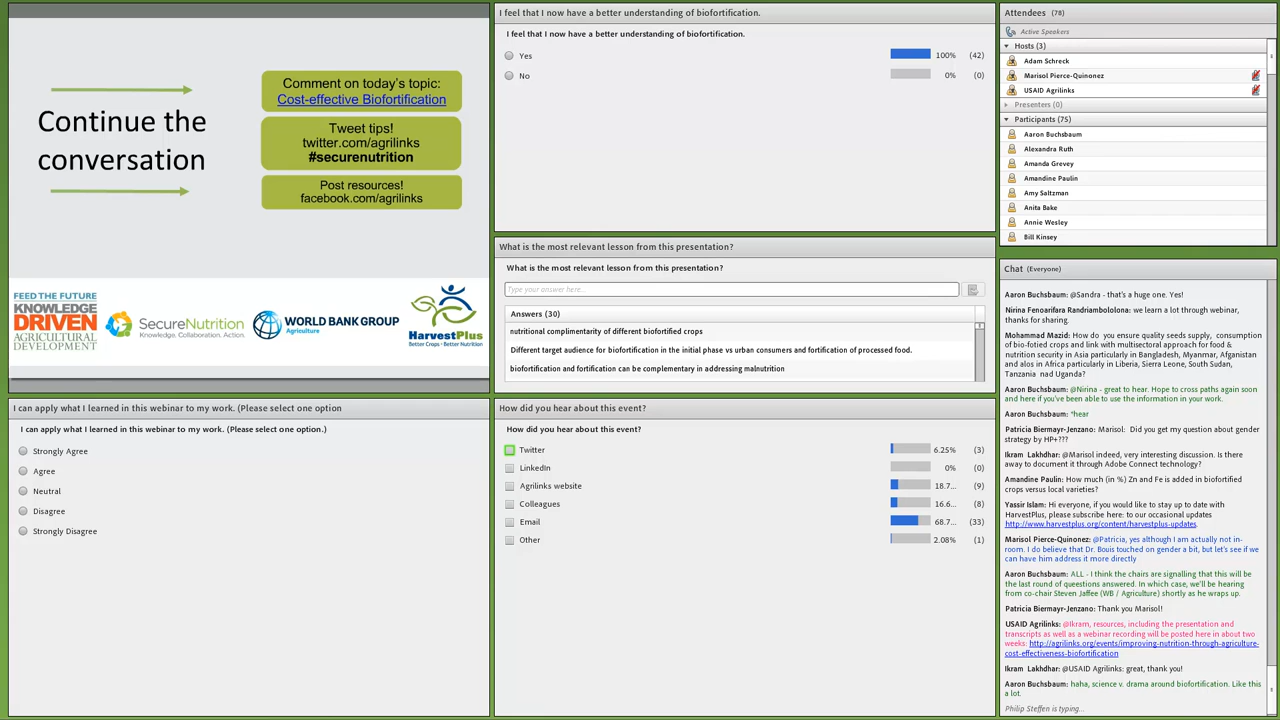 Continue the
conversation
Comment on today's topic:
Cost-effective Biofortification
Tweet tips!
twitter.com/agrilinks
#securenutrition
Post resources!
facebook.com/agrilinks
FEED THE FUTURE
KNOWLEDGE
DRIVEN
AGRICULTURAL
DEVELOPMENT
SecureNutrition
Knowledge. Collaboration. Action.
WORLD BANK GROUP
Agriculture
HarvestPlus
Better Crops · Better Nutrition
I feel that I now have a better understanding of biofortification.
I feel that I now have a better understanding of biofortification.
Yes 100% (42)
No 0% (0)
What is the most relevant lesson from this presentation?
What is the most relevant lesson from this presentation?
Type your answer here...
Answers (30)
nutritional complimentarity of different biofortified crops
Different target audience for biofortification in the initial phase vs urban consumers and fortification of processed food.
biofortification and fortification can be complementary in addressing malnutrition
I can apply what I learned in this webinar to my work. (Please select one option
I can apply what I learned in this webinar to my work. (Please select one option.)
Strongly Agree
Agree
Neutral
Disagree
Strongly Disagree
How did you hear about this event?
How did you hear about this event?
Twitter 6.25% (3)
LinkedIn 0% (0)
Agrilinks website 18.7... (9)
Colleagues 16.6... (8)
Email 68.7... (33)
Other 2.08% (1)
Attendees (78)
Active Speakers
Hosts (3)
Adam Schreck
Marisol Pierce-Quinonez
USAID Agrilinks
Presenters (0)
Participants (75)
Aaron Buchsbaum
Alexandra Ruth
Amanda Grevey
Amandine Paulin
Amy Saltzman
Anita Bake
Annie Wesley
Bill Kinsey
Chat (Everyone)
Aaron Buchsbaum: @Sandra - that's a huge one. Yes!
Nirina Fenoarifara Randriambololona: we learn a lot through webinar,
thanks for sharing.
Mohammad Mazid: How do you ensure quality seeds supply, consumption
of bio-fotied crops and link with multisectoral approach for food &
nutrition security in Asia particularly in Bangladesh, Myanmar, Afganistan
and alos in Africa particularly in Liberia, Sierra Leone, South Sudan,
Tanzania nad Uganda?
Aaron Buchsbaum: @Nirina - great to hear. Hope to cross paths again soon
and here if you've been able to use the information in your work.
Aaron Buchsbaum: *hear
Patricia Biermayr-Jenzano: Marisol: Did you get my question about gender
strategy by HP+???
Ikram Lakhdhar: @Marisol indeed, very interesting discussion. Is there
away to document it through Adobe Connect technology?
Amandine Paulin: How much (in %) Zn and Fe is added in biofortified
crops versus local varieties?
Yassir Islam: Hi everyone, if you would like to stay up to date with
HarvestPlus, please subscribe here: to our occasional updates
http://www.harvestplus.org/content/harvestplus-updates.
Marisol Pierce-Quinonez: @Patricia, yes although I am actually not in-
room. I do believe that Dr. Bouis touched on gender a bit, but let's see if we
can have him address it more directly
Aaron Buchsbaum: ALL - I think the chairs are signalling that this will be
the last round of queestions answered. In which case, we'll be hearing
from co-chair Steven Jaffee (WB / Agriculture) shortly as he wraps up.
Patricia Biermayr-Jenzano: Thank you Marisol!
USAID Agrilinks: @Ikram, resources, including the presentation and
transcripts as well as a webinar recording will be posted here in about two
weeks: http://agrilinks.org/events/improving-nutrition-through-agriculture-
cost-effectiveness-biofortification
Ikram Lakhdhar: @USAID Agrilinks: great, thank you!
Aaron Buchsbaum: haha, science v. drama around biofortification. Like this
a lot.
Philip Steffen is typing...